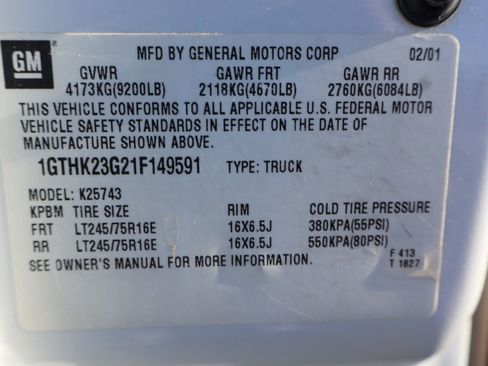 GM
MFD BY GENERAL MOTORS CORP 02/01
GVWR GAWR FRT GAWR RR
4173KG(9200LB) 2118KG(4670LB) 2760KG(6084LB)
THIS VEHICLE CONFORMS TO ALL APPLICABLE U.S. FEDERAL MOTOR
VEHICLE SAFETY STANDARDS IN EFFECT ON THE DATE OF
MANUFACTURE SHOWN ABOVE.
1GTHK23G21F149591 TYPE: TRUCK
MODEL: K25743
KPBM TIRE SIZE RIM COLD TIRE PRESSURE
FRT LT245/75R16E 16X6.5J 380KPA(55PSI)
RR LT245/75R16E 16X6.5J 550KPA(80PSI)
SEE OWNER'S MANUAL FOR MORE INFORMATION.
F 413
T 1827